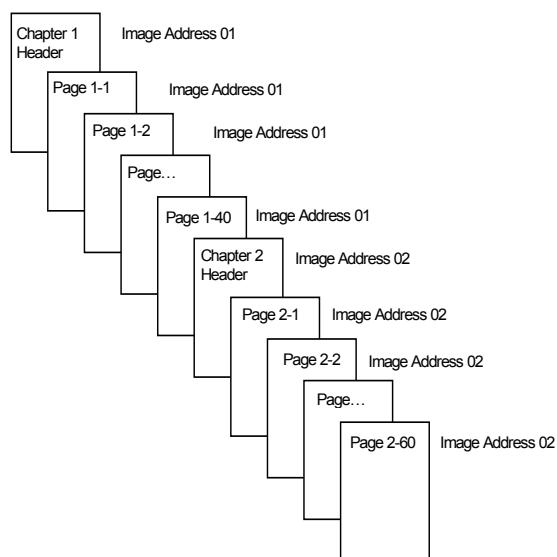 Chapter 1
Header
Image Address 01
Page 1-1
Image Address 01
Page 1-2
Image Address 01
Page…
Page 1-40
Image Address 01
Chapter 2
Header
Image Address 02
Page 2-1
Image Address 02
Page 2-2
Image Address 02
Page…
Page 2-60
Image Address 02